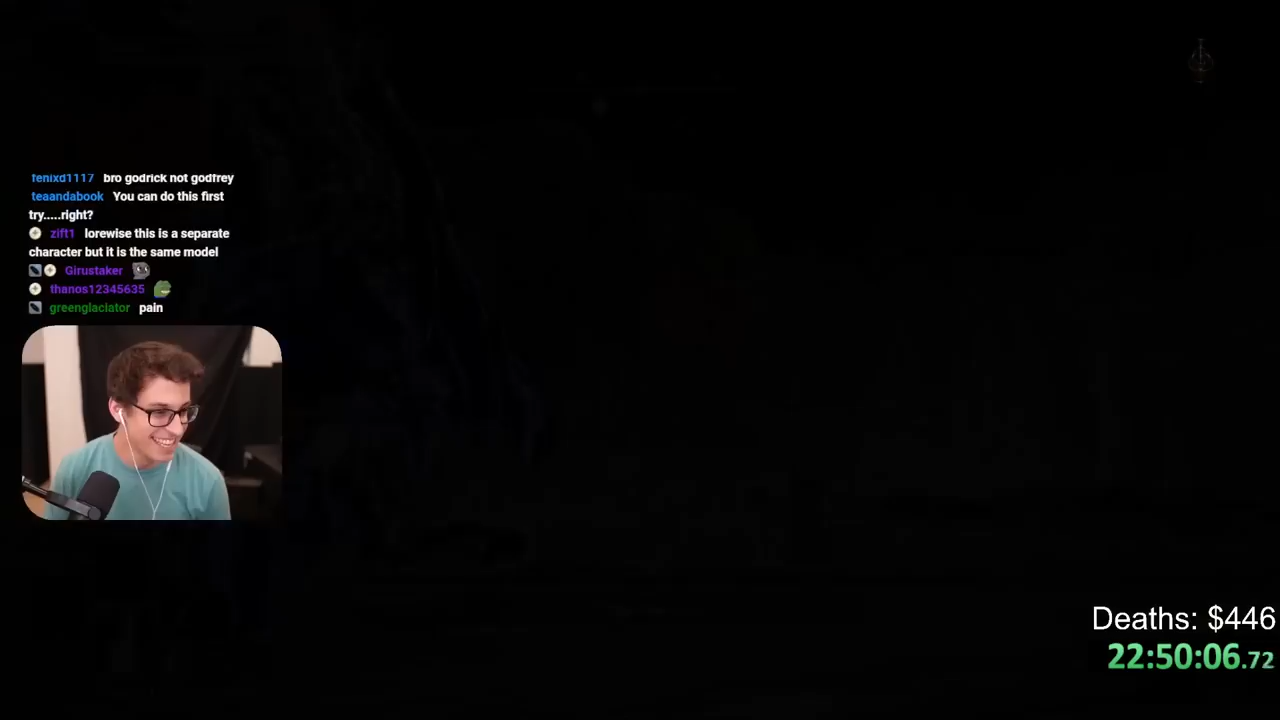 fenixd1117 bro godrick not godfrey
teaandabook You can do this first
try.....right?
zift1 lorewise this is a separate
character but it is the same model
Girustaker
thanos12345635
greenglaciator pain
Deaths: $446
22:50:06.72